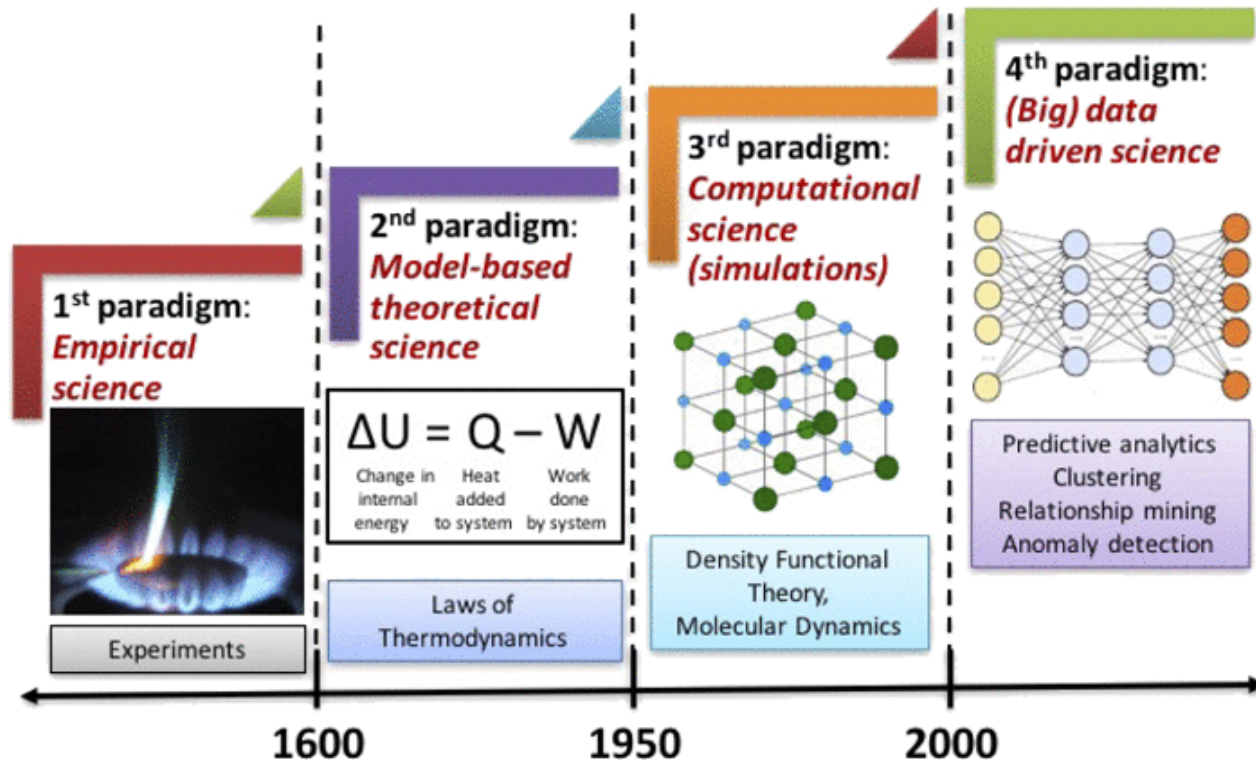 1st paradigm:
Empirical
science
Experiments
2nd paradigm:
Model-based
theoretical
science
ΔU = Q – W
Change in internal energy
Heat added to system
Work done by system
Laws of
Thermodynamics
3rd paradigm:
Computational
science
(simulations)
Density Functional
Theory,
Molecular Dynamics
4th paradigm:
(Big) data
driven science
Predictive analytics
Clustering
Relationship mining
Anomaly detection
1600
1950
2000